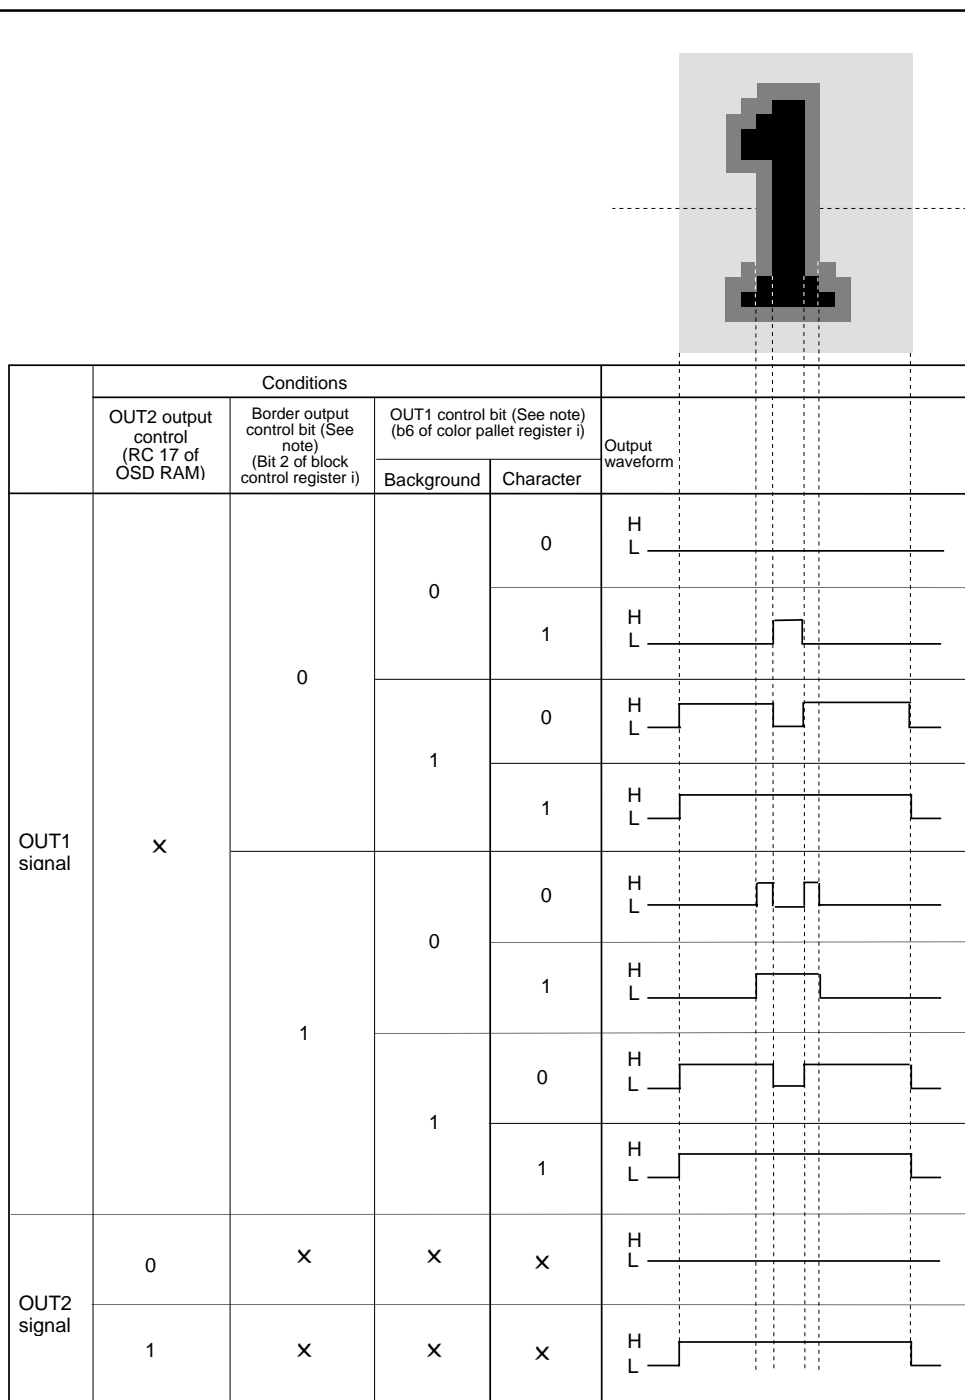 Conditions
OUT2 output
control
(RC 17 of
OSD RAM)
Border output
control bit (See
note)
(Bit 2 of block
control register i)
OUT1 control bit (See note)
(b6 of color pallet register i)
Background
Character
Output
waveform
OUT1
signal
×
0
0
0
H
L
1
H
L
1
0
H
L
1
H
L
1
0
0
H
L
1
H
L
1
0
H
L
1
H
L
OUT2
signal
0
×
×
×
H
L
1
×
×
×
H
L